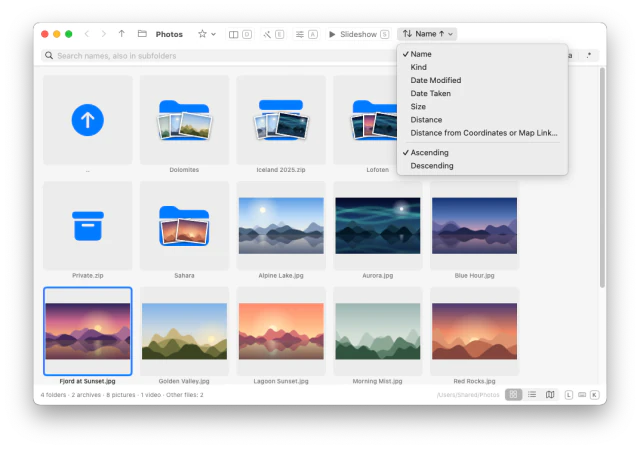 Photos
D
E
A
Slideshow S
Name ↑
Search names, also in subfolders
a .*
✓ Name
Kind
Date Modified
Date Taken
Size
Distance
Distance from Coordinates or Map Link...
✓ Ascending
Descending
..
Dolomites
Iceland 2025.zip
Lofoten
Private.zip
Sahara
Alpine Lake.jpg
Aurora.jpg
Blue Hour.jpg
Fjord at Sunset.jpg
Golden Valley.jpg
Lagoon Sunset.jpg
Morning Mist.jpg
Red Rocks.jpg
4 folders · 2 archives · 8 pictures · 1 video · Other files: 2
/Users/Shared/Photos
L
K